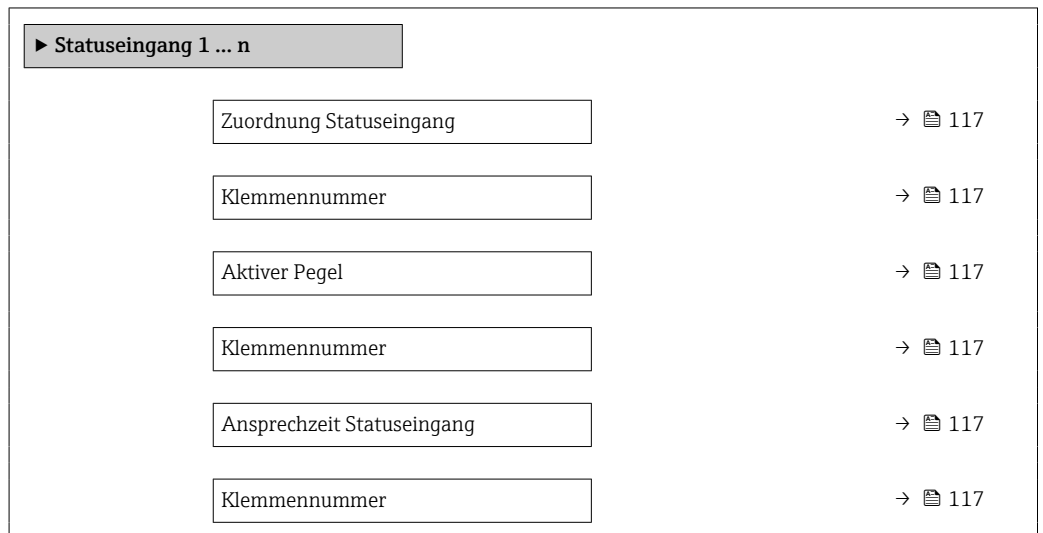 ▶ Statuseingang 1 ... n
Zuordnung Statuseingang → 117
Klemmennummer → 117
Aktiver Pegel → 117
Klemmennummer → 117
Ansprechzeit Statuseingang → 117
Klemmennummer → 117